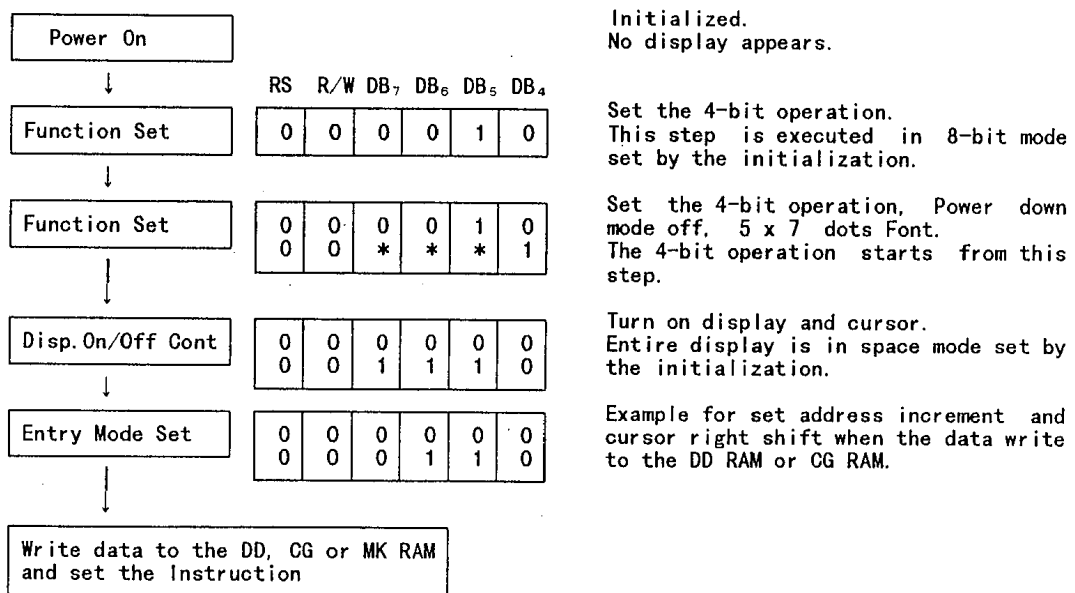 Power On
Initialized.
No display appears.
RS R/W DB₇ DB₆ DB₅ DB₄
Function Set
0 0 0 0 1 0
Set the 4-bit operation.
This step is executed in 8-bit mode
set by the initialization.
Function Set
0 0 0 0 1 0
0 0 * * * 1
Set the 4-bit operation, Power down
mode off, 5 x 7 dots Font.
The 4-bit operation starts from this
step.
Disp.On/Off Cont
0 0 0 0 0 0
0 0 1 1 1 0
Turn on display and cursor.
Entire display is in space mode set by
the initialization.
Entry Mode Set
0 0 0 0 0 0
0 0 0 1 1 0
Example for set address increment and
cursor right shift when the data write
to the DD RAM or CG RAM.
Write data to the DD, CG or MK RAM
and set the Instruction